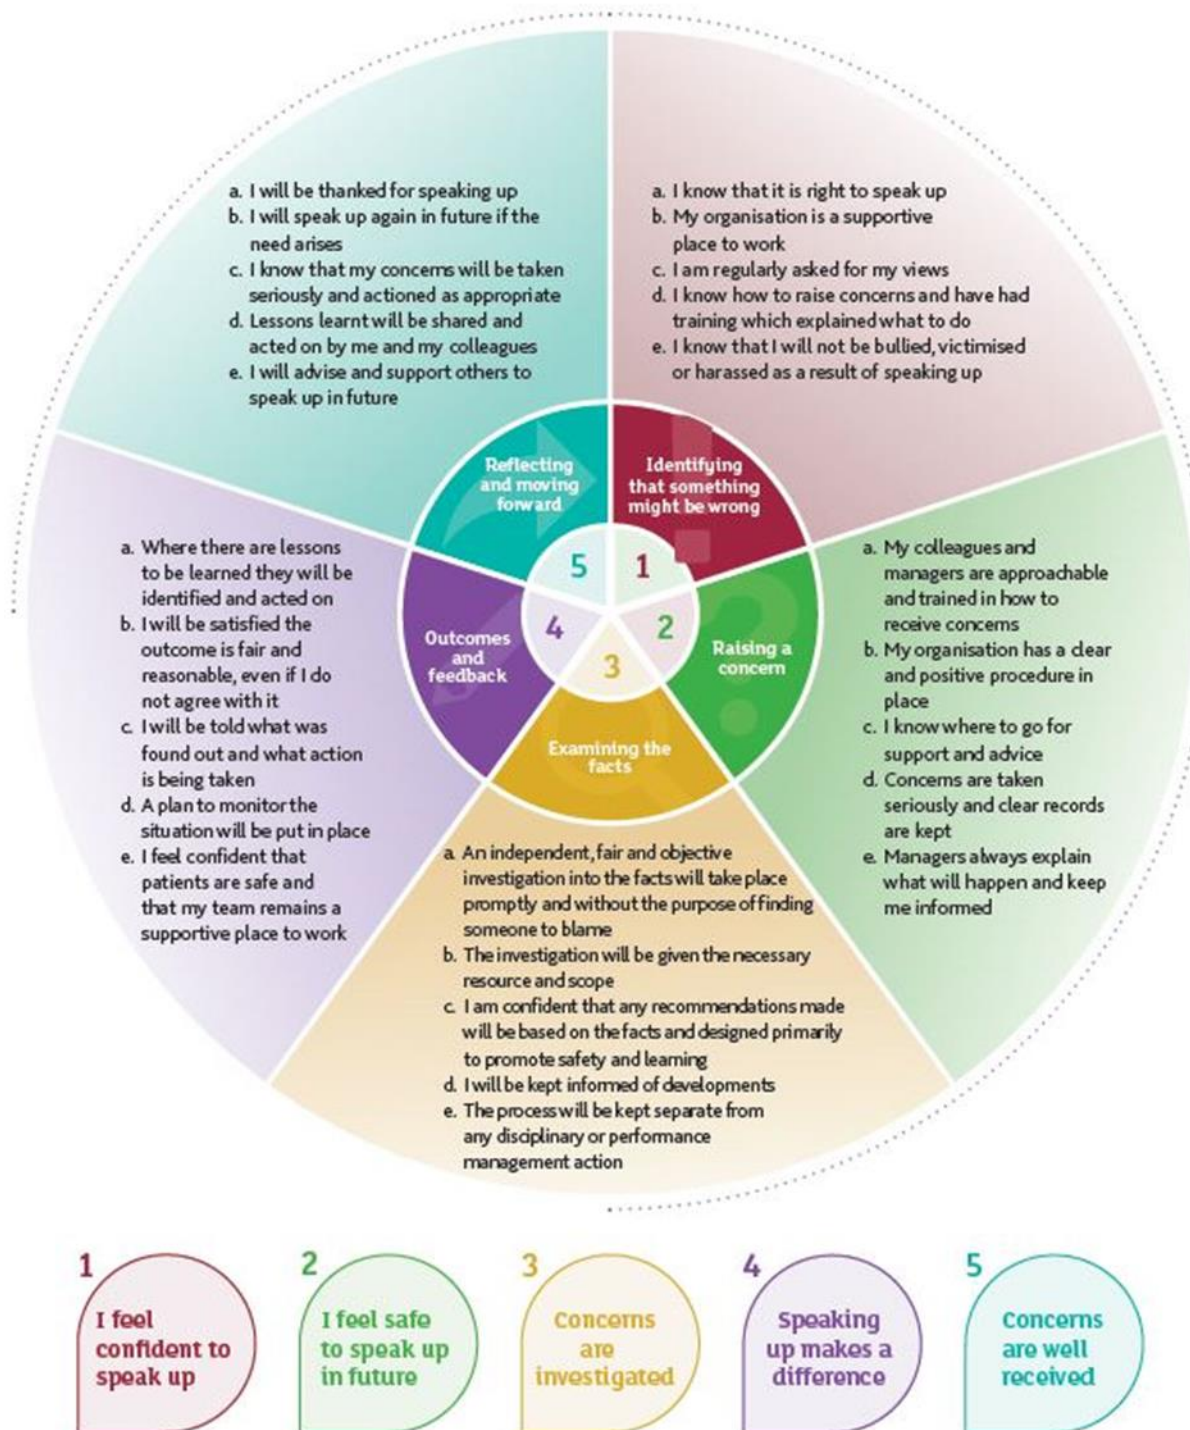 a. I will be thanked for speaking up
b. I will speak up again in future if the
need arises
c. I know that my concerns will be taken
seriously and actioned as appropriate
d. Lessons learnt will be shared and
acted on by me and my colleagues
e. I will advise and support others to
speak up in future
a. I know that it is right to speak up
b. My organisation is a supportive
place to work
c. I am regularly asked for my views
d. I know how to raise concerns and have had
training which explained what to do
e. I know that I will not be bullied, victimised
or harassed as a result of speaking up
Reflecting
and moving
forward
Identifying
that something
might be wrong
5
1
4
2
3
Outcomes
and
feedback
Raising a
concern
Examining the
facts
a. Where there are lessons
to be learned they will be
identified and acted on
b. I will be satisfied the
outcome is fair and
reasonable, even if I do
not agree with it
c. I will be told what was
found out and what action
is being taken
d. A plan to monitor the
situation will be put in place
e. I feel confident that
patients are safe and
that my team remains a
supportive place to work
a. My colleagues and
managers are approachable
and trained in how to
receive concerns
b. My organisation has a clear
and positive procedure in
place
c. I know where to go for
support and advice
d. Concerns are taken
seriously and clear records
are kept
e. Managers always explain
what will happen and keep
me informed
a. An independent, fair and objective
investigation into the facts will take place
promptly and without the purpose of finding
someone to blame
b. The investigation will be given the necessary
resource and scope
c. I am confident that any recommendations made
will be based on the facts and designed primarily
to promote safety and learning
d. I will be kept informed of developments
e. The process will be kept separate from
any disciplinary or performance
management action
1
I feel
confident to
speak up
2
I feel safe
to speak up
in future
3
Concerns
are
investigated
4
Speaking
up makes a
difference
5
Concerns
are well
received